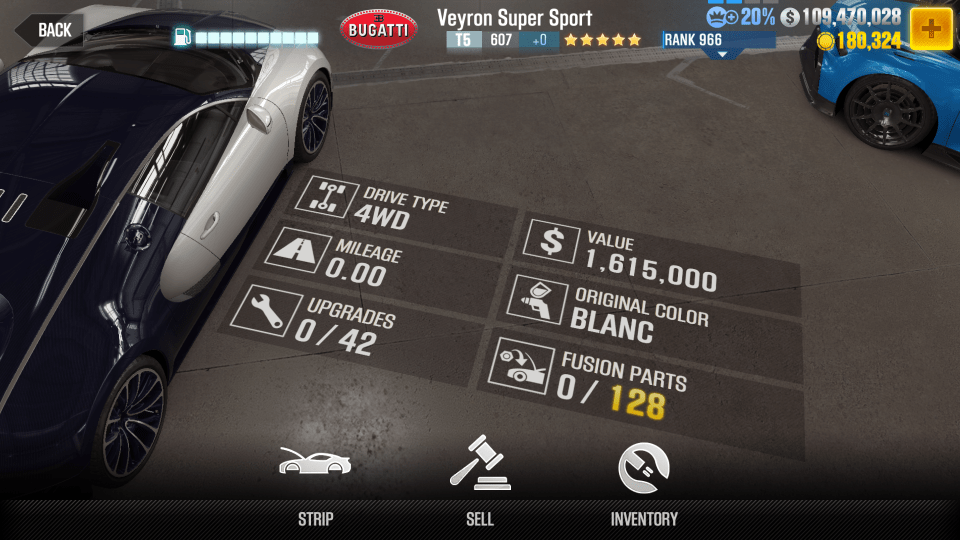 BACK
BUGATTI
Veyron Super Sport
T5 607 +0
RANK 966
20%
109,470,028
180,324
DRIVE TYPE
4WD
MILEAGE
0.00
UPGRADES
0 / 42
VALUE
1,615,000
ORIGINAL COLOR
BLANC
FUSION PARTS
0 / 128
STRIP
SELL
INVENTORY